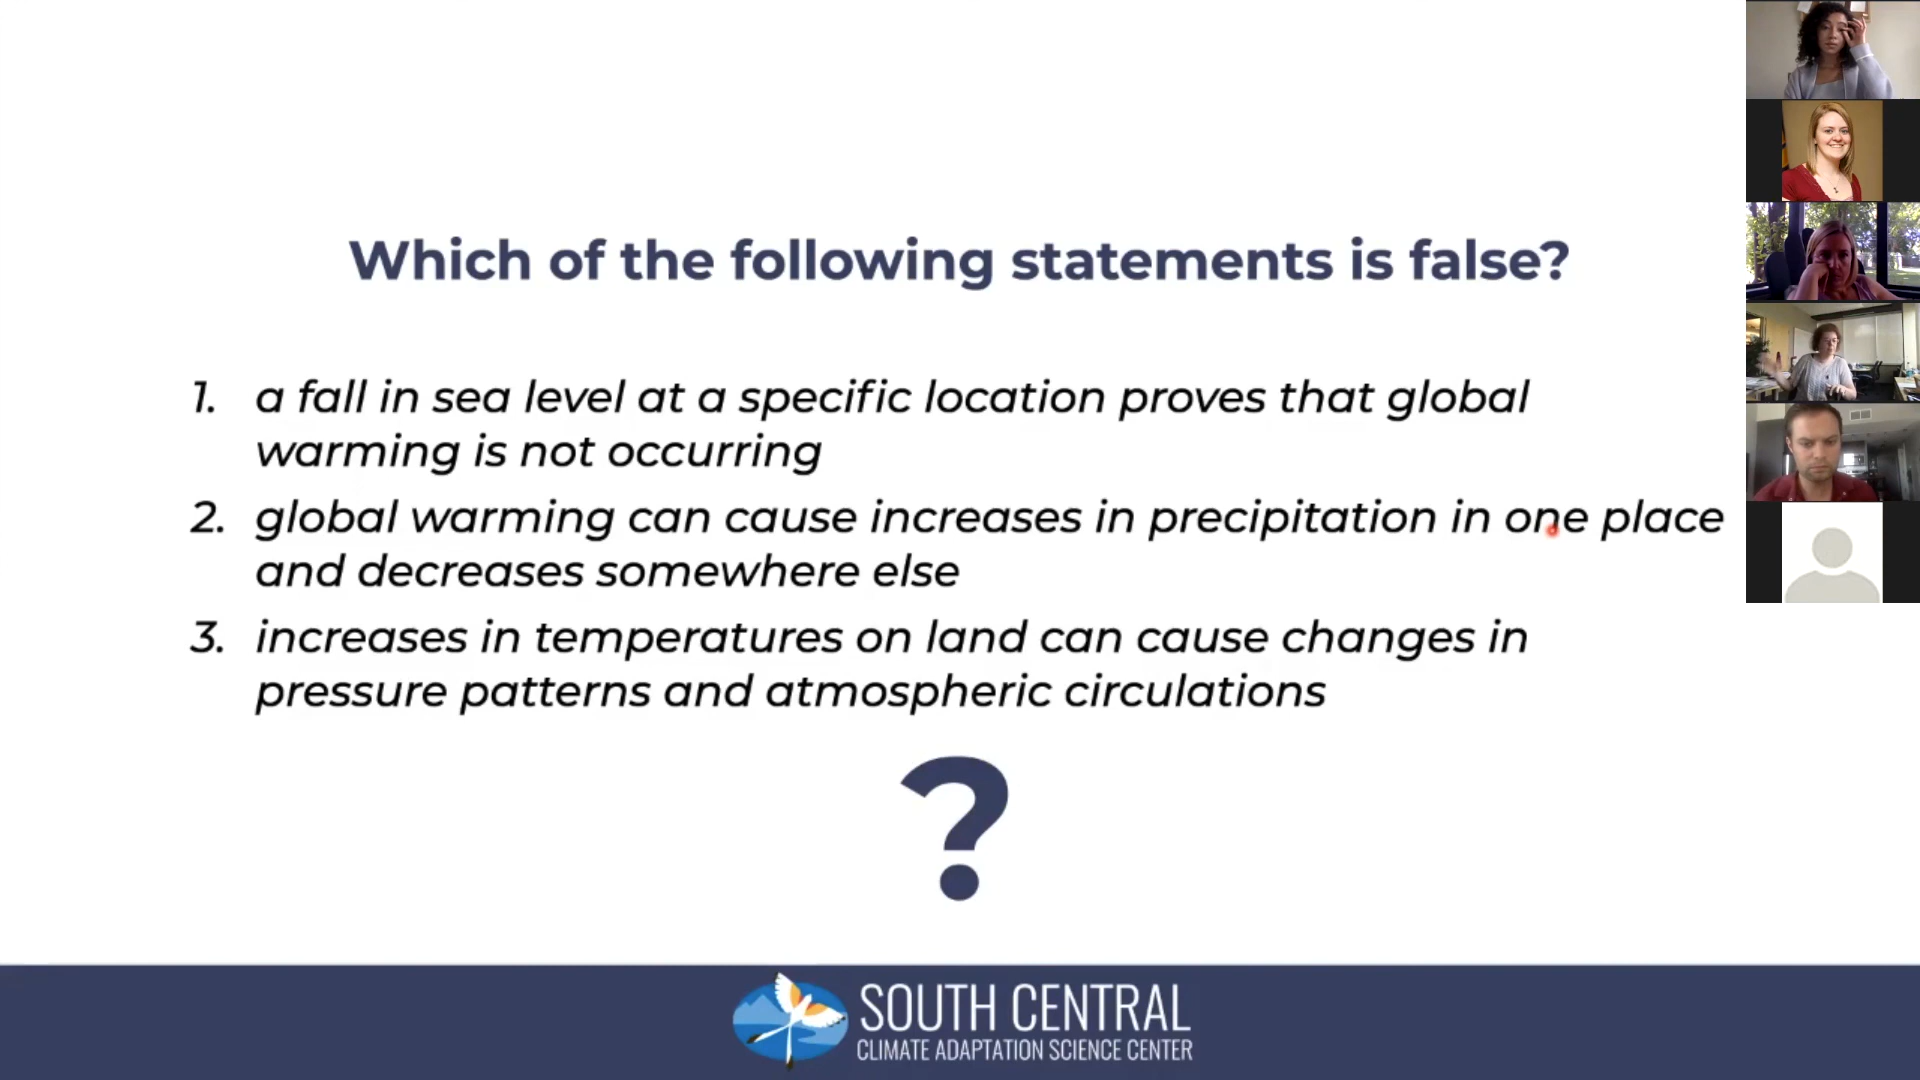 Which of the following statements is false?
1. a fall in sea level at a specific location proves that global
warming is not occurring
2. global warming can cause increases in precipitation in one place
and decreases somewhere else
3. increases in temperatures on land can cause changes in
pressure patterns and atmospheric circulations
?
SOUTH CENTRAL
CLIMATE ADAPTATION SCIENCE CENTER